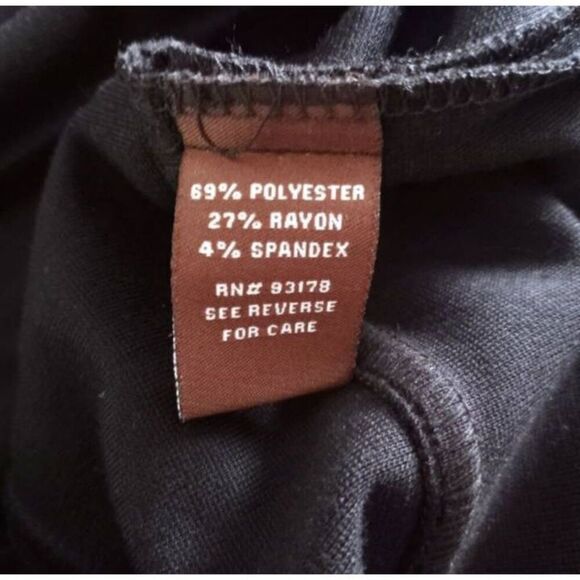 69% POLYESTER
27% RAYON
4% SPANDEX
RN# 93178
SEE REVERSE
FOR CARE